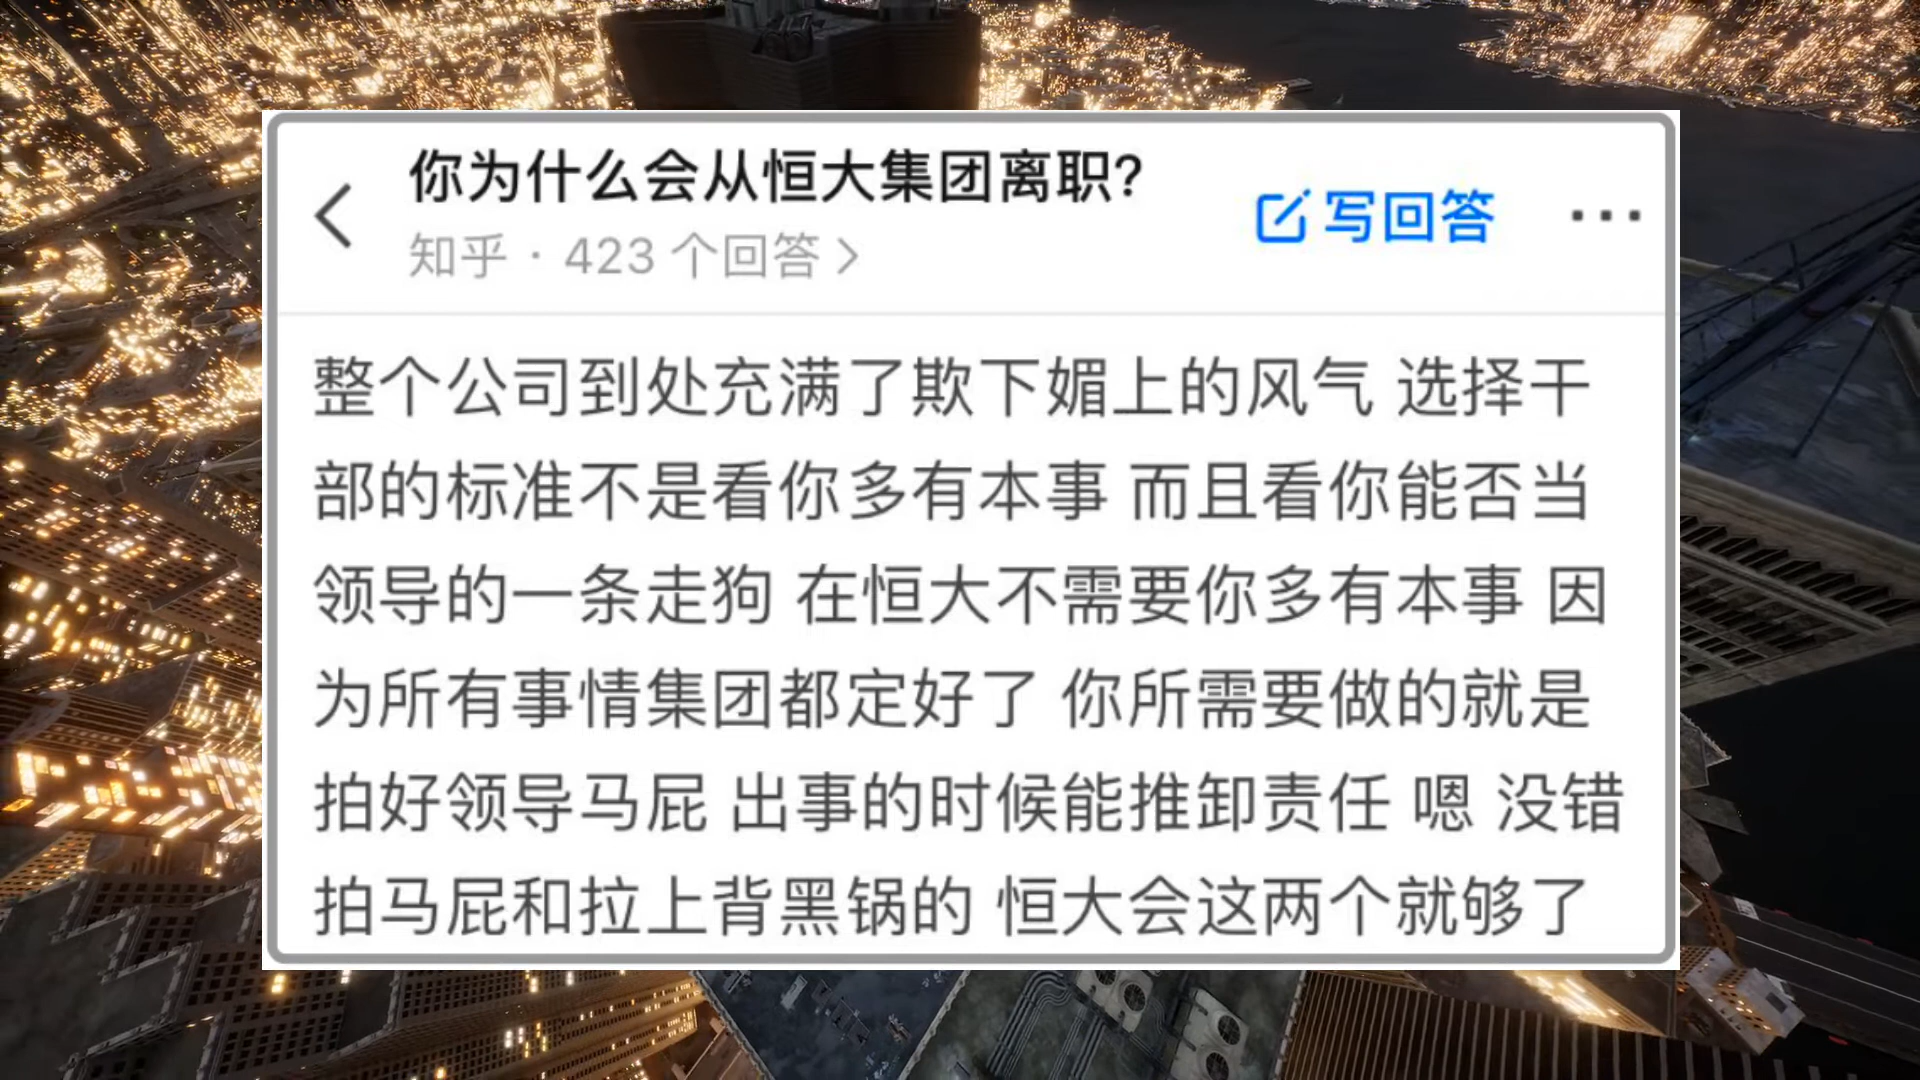 你为什么会从恒大集团离职?
写回答
知乎 · 423 个回答 >
整个公司到处充满了欺下媚上的风气 选择干
部的标准不是看你多有本事 而且看你能否当
领导的一条走狗 在恒大不需要你多有本事 因
为所有事情集团都定好了 你所需要做的就是
拍好领导马屁 出事的时候能推卸责任 嗯 没错
拍马屁和拉上背黑锅的 恒大会这两个就够了